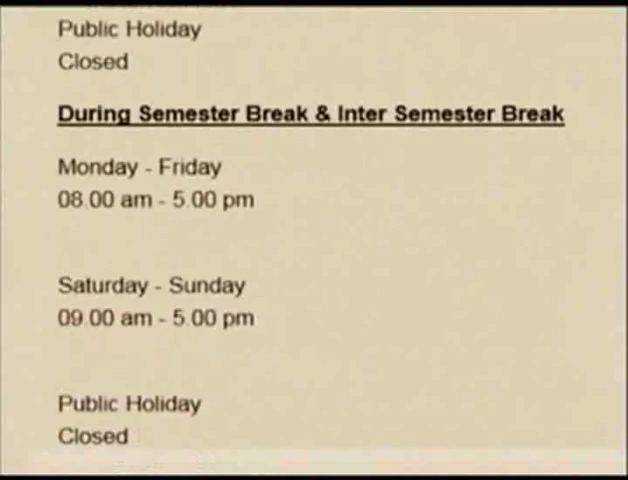 Public Holiday
Closed
During Semester Break & Inter Semester Break
Monday - Friday
08.00 am - 5.00 pm
Saturday - Sunday
09.00 am - 5.00 pm
Public Holiday
Closed